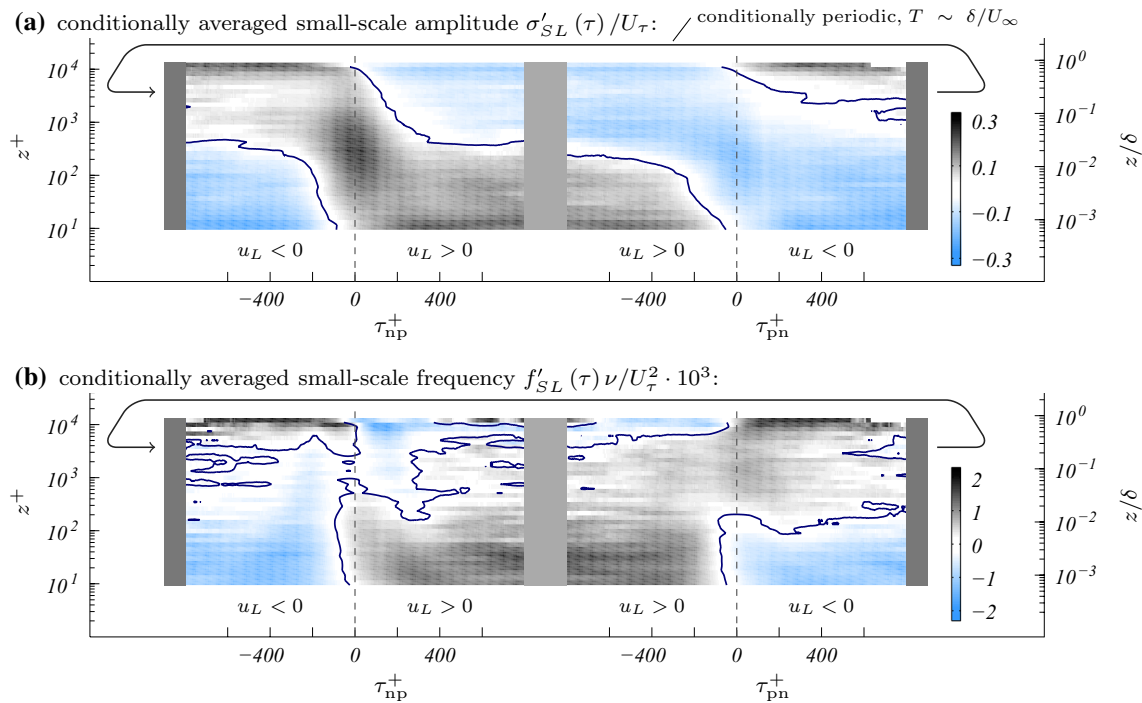 (a) conditionally averaged small-scale amplitude σ′_SL (τ) /U_τ: conditionally periodic, T ∼ δ/U_∞
10^4
10^3
10^2
10^1
z^+
10^0
10^−1
10^−2
10^−3
z/δ
0.3
0.1
−0.1
−0.3
u_L < 0 u_L > 0 u_L > 0 u_L < 0
−400 0 400 −400 0 400
τ_np^+ τ_pn^+
(b) conditionally averaged small-scale frequency f′_SL (τ) ν/U_τ^2 · 10^3:
10^4
10^3
10^2
10^1
z^+
10^0
10^−1
10^−2
10^−3
z/δ
2
1
0
−1
−2
u_L < 0 u_L > 0 u_L > 0 u_L < 0
−400 0 400 −400 0 400
τ_np^+ τ_pn^+